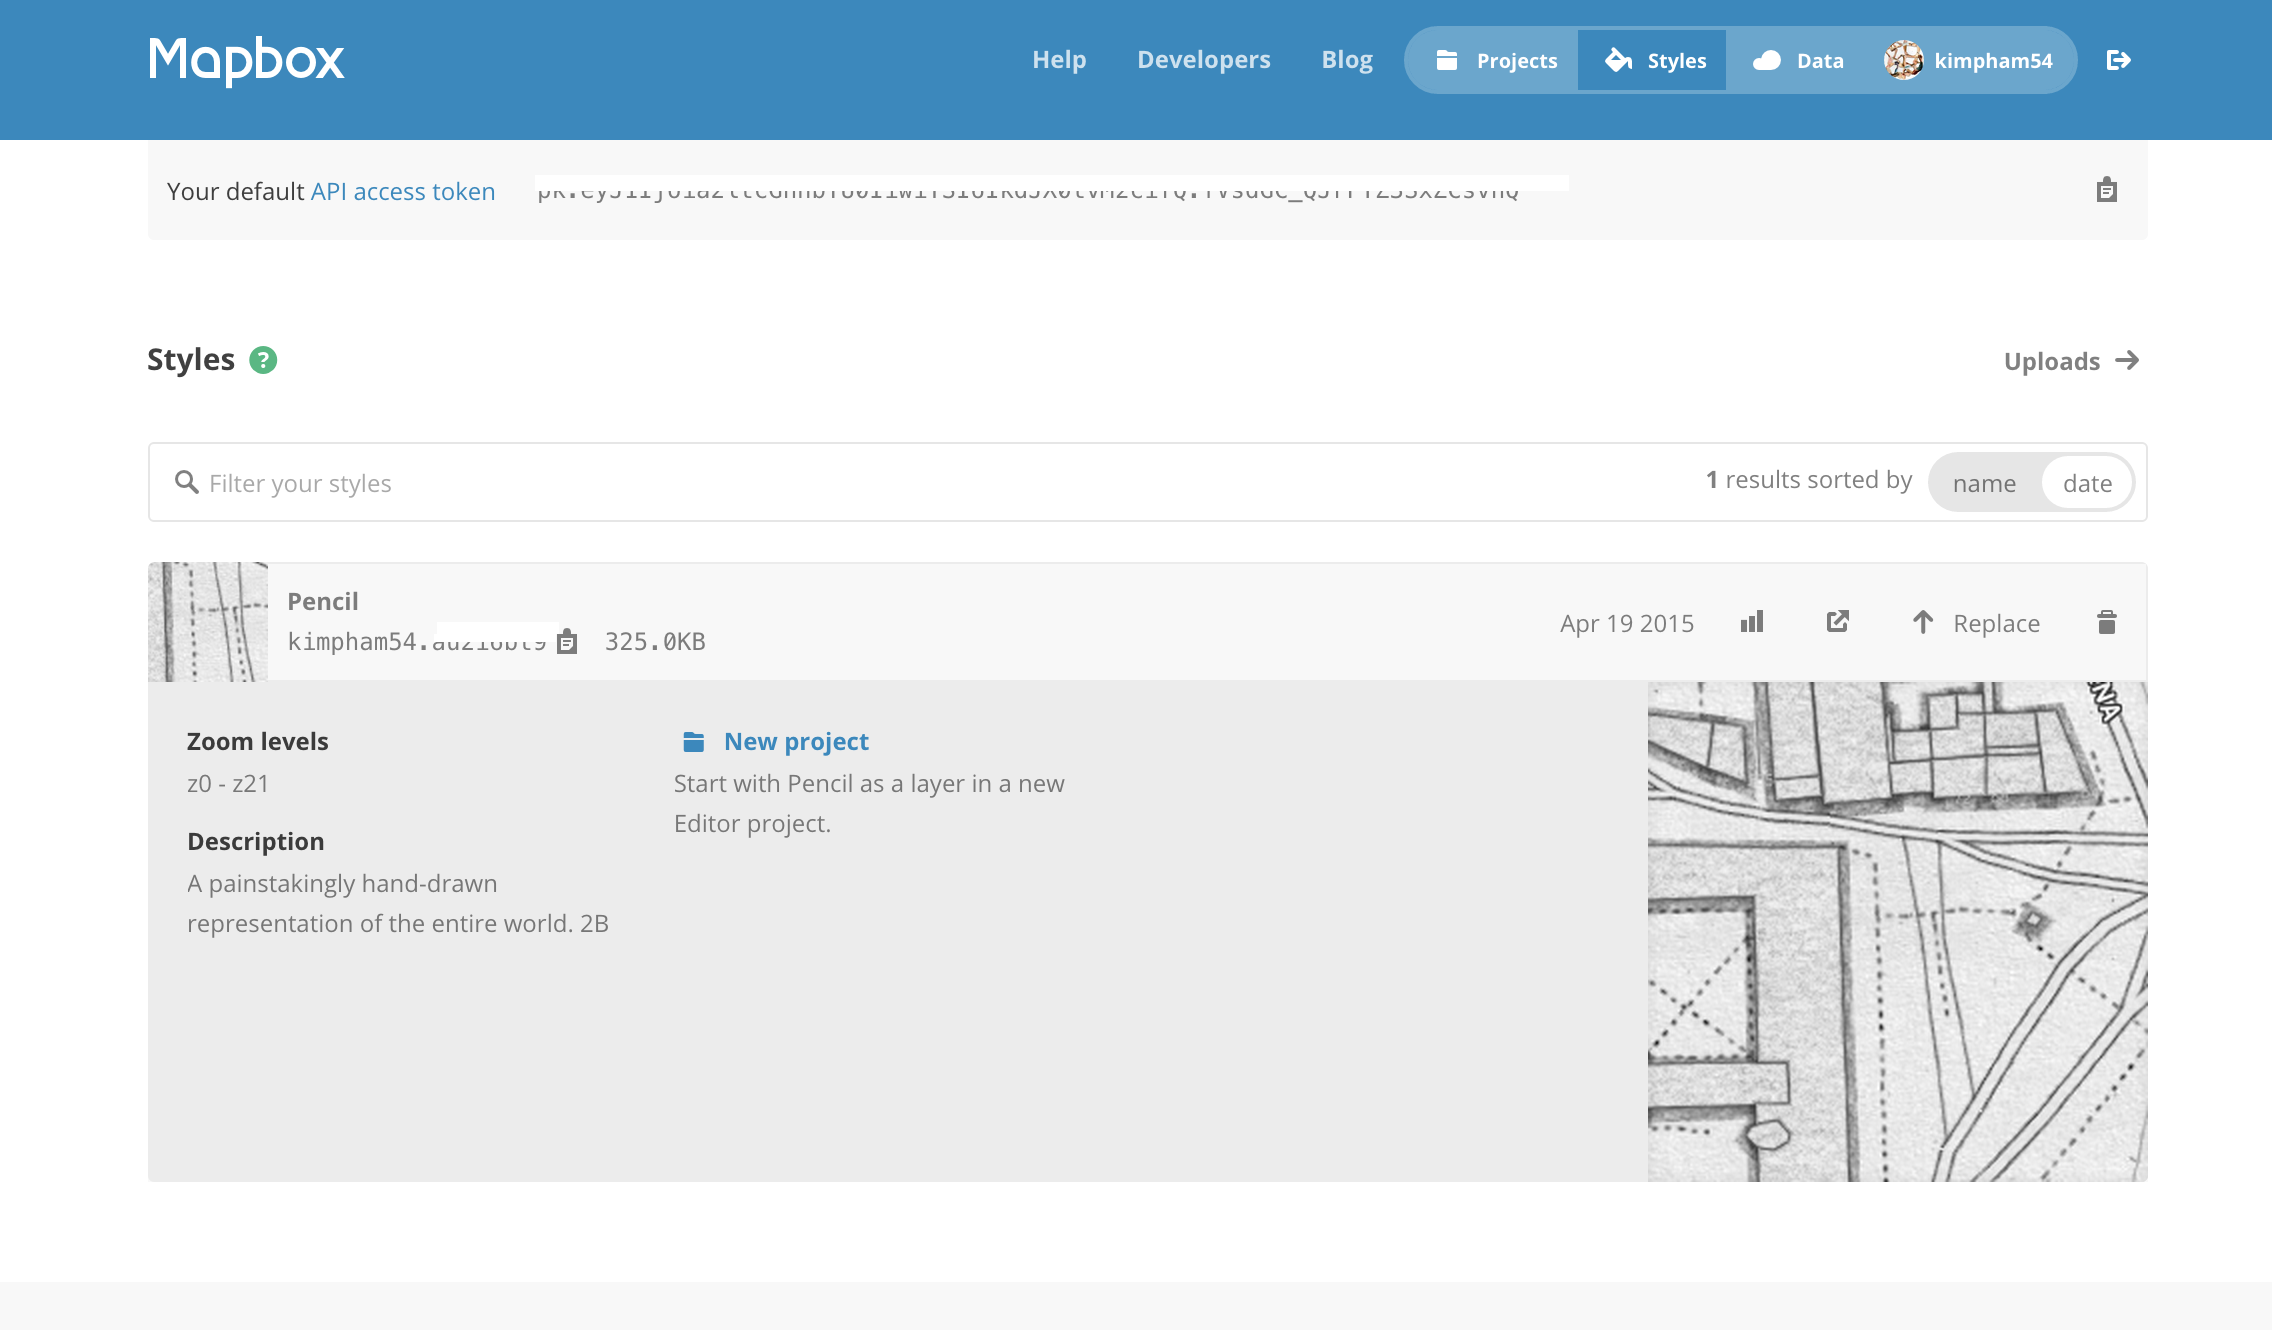 Mapbox
Help Developers Blog Projects Styles Data kimpham54
Your default API access token
Styles ?
Uploads
Filter your styles 1 results sorted by name date
Pencil
kimpham54. 325.0KB Apr 19 2015 Replace
Zoom levels
z0 - z21
New project
Start with Pencil as a layer in a new
Editor project.
Description
A painstakingly hand-drawn
representation of the entire world. 2B
NA